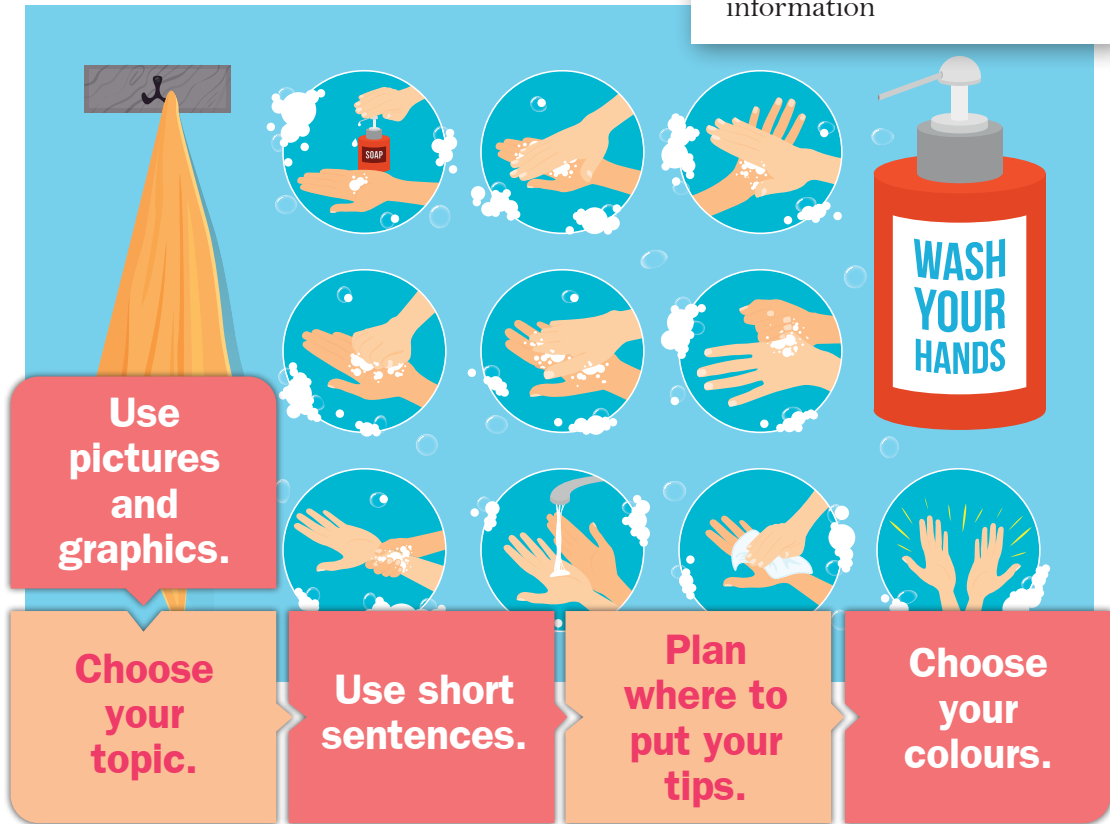 information
SOAP
WASH
YOUR
HANDS
Use
pictures
and
graphics.
Choose
your
topic.
Use short
sentences.
Plan
where to
put your
tips.
Choose
your
colours.